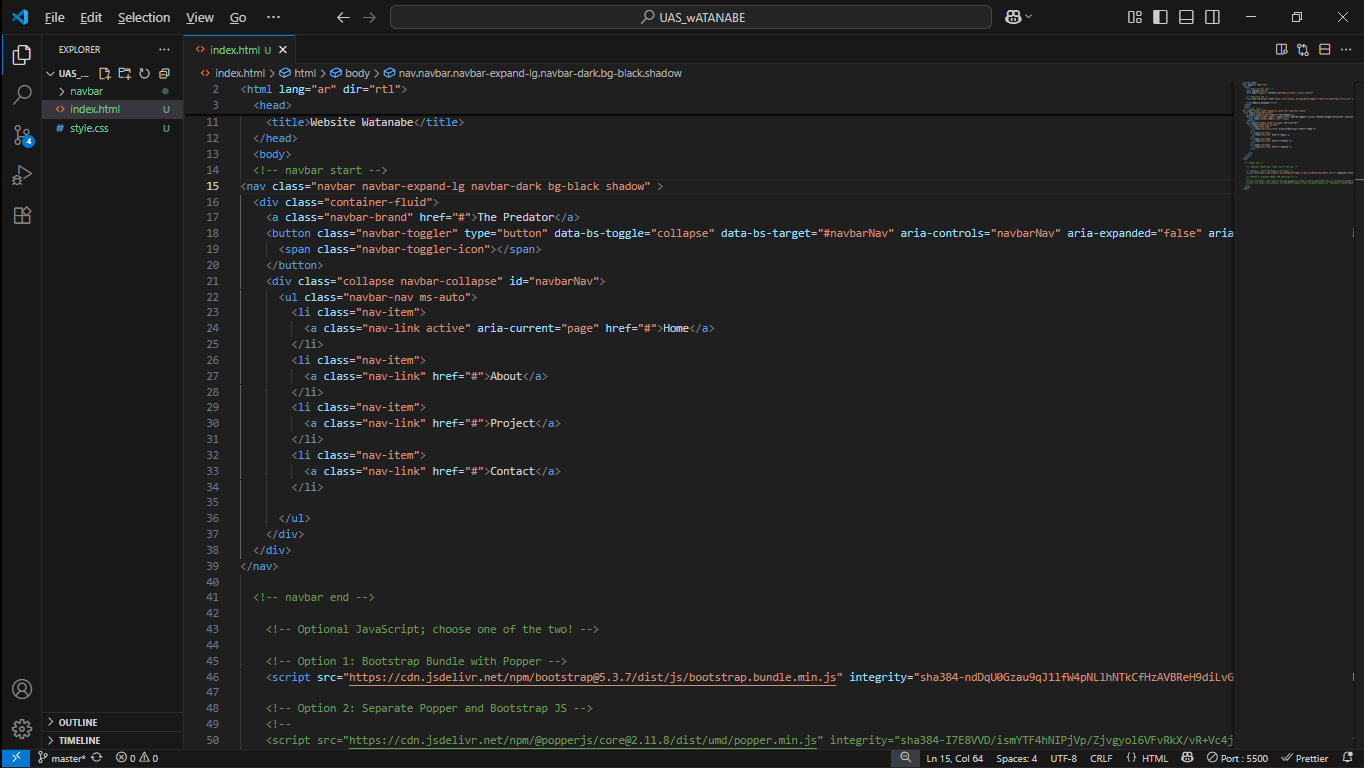 File Edit Selection View Go ···
UAS_wATANABE
EXPLORER ···
index.html U
UAS_...
navbar
index.html U
style.css U
4
index.html > html > body > nav.navbar.navbar-expand-lg.navbar-dark.bg-black.shadow
2 <html lang="ar" dir="rtl">
3 <head>
11 <title>Website Watanabe</title>
12 </head>
13 <body>
14 <!-- navbar start -->
15 <nav class="navbar navbar-expand-lg navbar-dark bg-black shadow" >
16 <div class="container-fluid">
17 <a class="navbar-brand" href="#">The Predator</a>
18 <button class="navbar-toggler" type="button" data-bs-toggle="collapse" data-bs-target="#navbarNav" aria-controls="navbarNav" aria-expanded="false" aria
19 <span class="navbar-toggler-icon"></span>
20 </button>
21 <div class="collapse navbar-collapse" id="navbarNav">
22 <ul class="navbar-nav ms-auto">
23 <li class="nav-item">
24 <a class="nav-link active" aria-current="page" href="#">Home</a>
25 </li>
26 <li class="nav-item">
27 <a class="nav-link" href="#">About</a>
28 </li>
29 <li class="nav-item">
30 <a class="nav-link" href="#">Project</a>
31 </li>
32 <li class="nav-item">
33 <a class="nav-link" href="#">Contact</a>
34 </li>
35
36 </ul>
37 </div>
38 </div>
39 </nav>
40
41 <!-- navbar end -->
42
43 <!-- Optional JavaScript; choose one of the two! -->
44
45 <!-- Option 1: Bootstrap Bundle with Popper -->
46 <script src="https://cdn.jsdelivr.net/npm/bootstrap@5.3.7/dist/js/bootstrap.bundle.min.js" integrity="sha384-ndDqU0Gzau9qJ1lfW4pNLlhNTkCfHzAVBReH9diLvG
47
48 <!-- Option 2: Separate Popper and Bootstrap JS -->
49 <!--
50 <script src="https://cdn.jsdelivr.net/npm/@popperjs/core@2.11.8/dist/umd/popper.min.js" integrity="sha384-I7E8VVD/ismYTF4hNIPjVp/Zjvgyol6VFvRkX/vR+Vc4j
OUTLINE
TIMELINE
master* 0 0 Ln 15, Col 64 Spaces: 4 UTF-8 CRLF {} HTML Port : 5500 Prettier